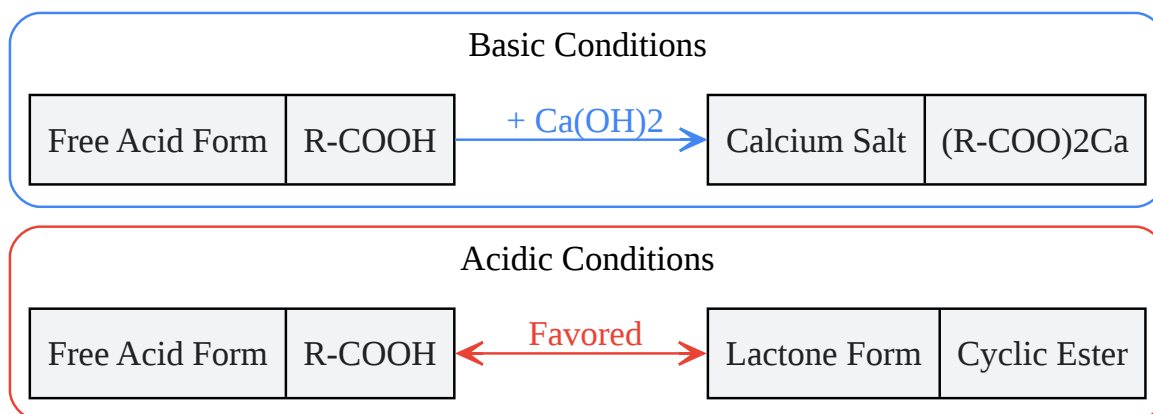 Basic Conditions
Free Acid Form R-COOH + Ca(OH)2 Calcium Salt (R-COO)2Ca
Acidic Conditions
Free Acid Form R-COOH Favored Lactone Form Cyclic Ester